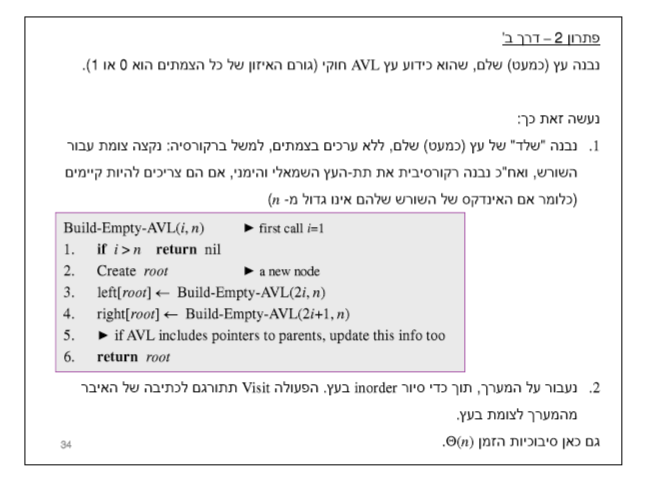 פתרון 2 – דרך ב'
נבנה עץ (כמעט) שלם, שהוא כידוע עץ AVL חוקי (גורם האיזון של כל הצמתים הוא 0 או 1).
נעשה זאת כך:
1. נבנה "שלד" של עץ (כמעט) שלם, ללא ערכים בצמתים, למשל ברקורסיה: נקצה צומת עבור
השורש, ואח"כ נבנה רקורסיבית את תת-העץ השמאלי והימני, אם הם צריכים להיות קיימים
(כלומר אם האינדקס של השורש שלהם אינו גדול מ- n)
Build-Empty-AVL(i, n) ► first call i=1
1. if i > n return nil
2. Create root ► a new node
3. left[root] ← Build-Empty-AVL(2i, n)
4. right[root] ← Build-Empty-AVL(2i+1, n)
5. ► if AVL includes pointers to parents, update this info too
6. return root
2. נעבור על המערך, תוך כדי סיור inorder בעץ. הפעולה Visit תתורגם לכתיבה של האיבר
מהמערך לצומת בעץ.
גם כאן סיבוכיות הזמן Θ(n).
34